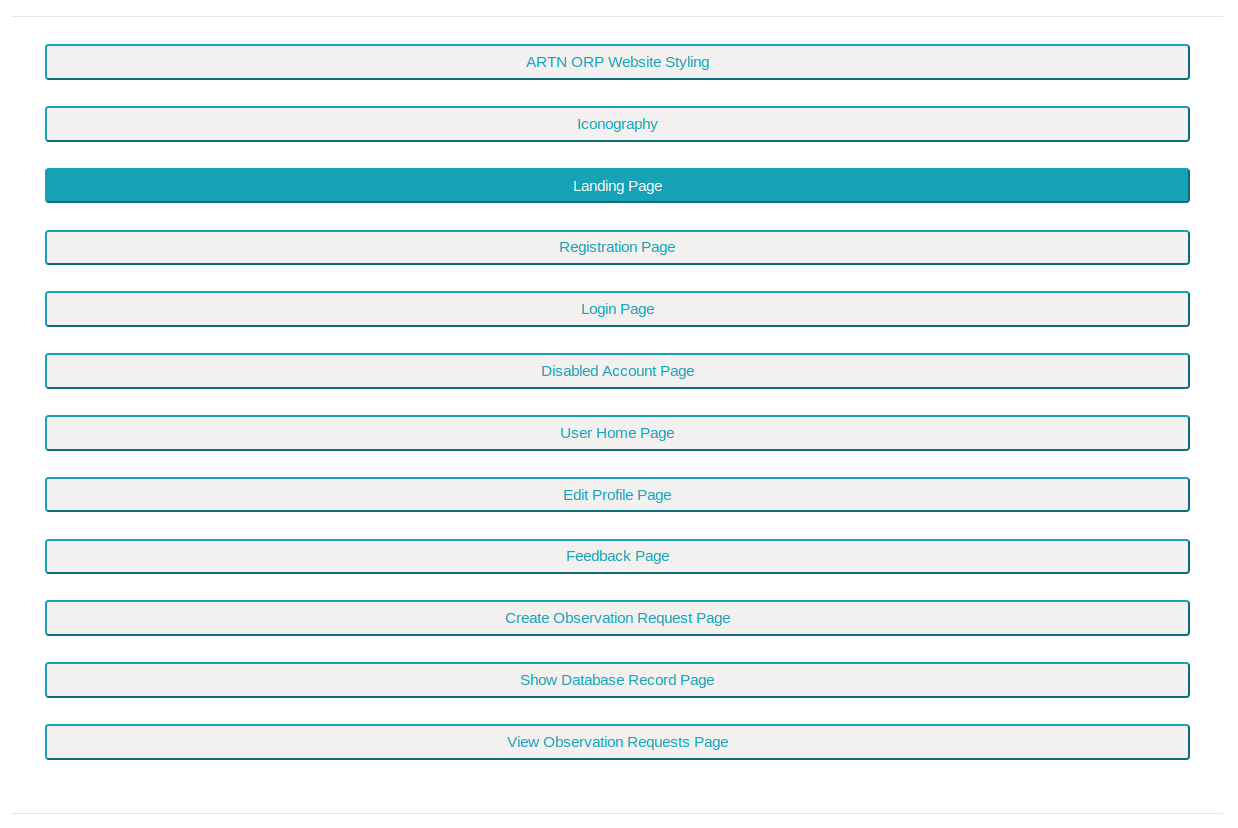 ARTN ORP Website Styling
Iconography
Landing Page
Registration Page
Login Page
Disabled Account Page
User Home Page
Edit Profile Page
Feedback Page
Create Observation Request Page
Show Database Record Page
View Observation Requests Page